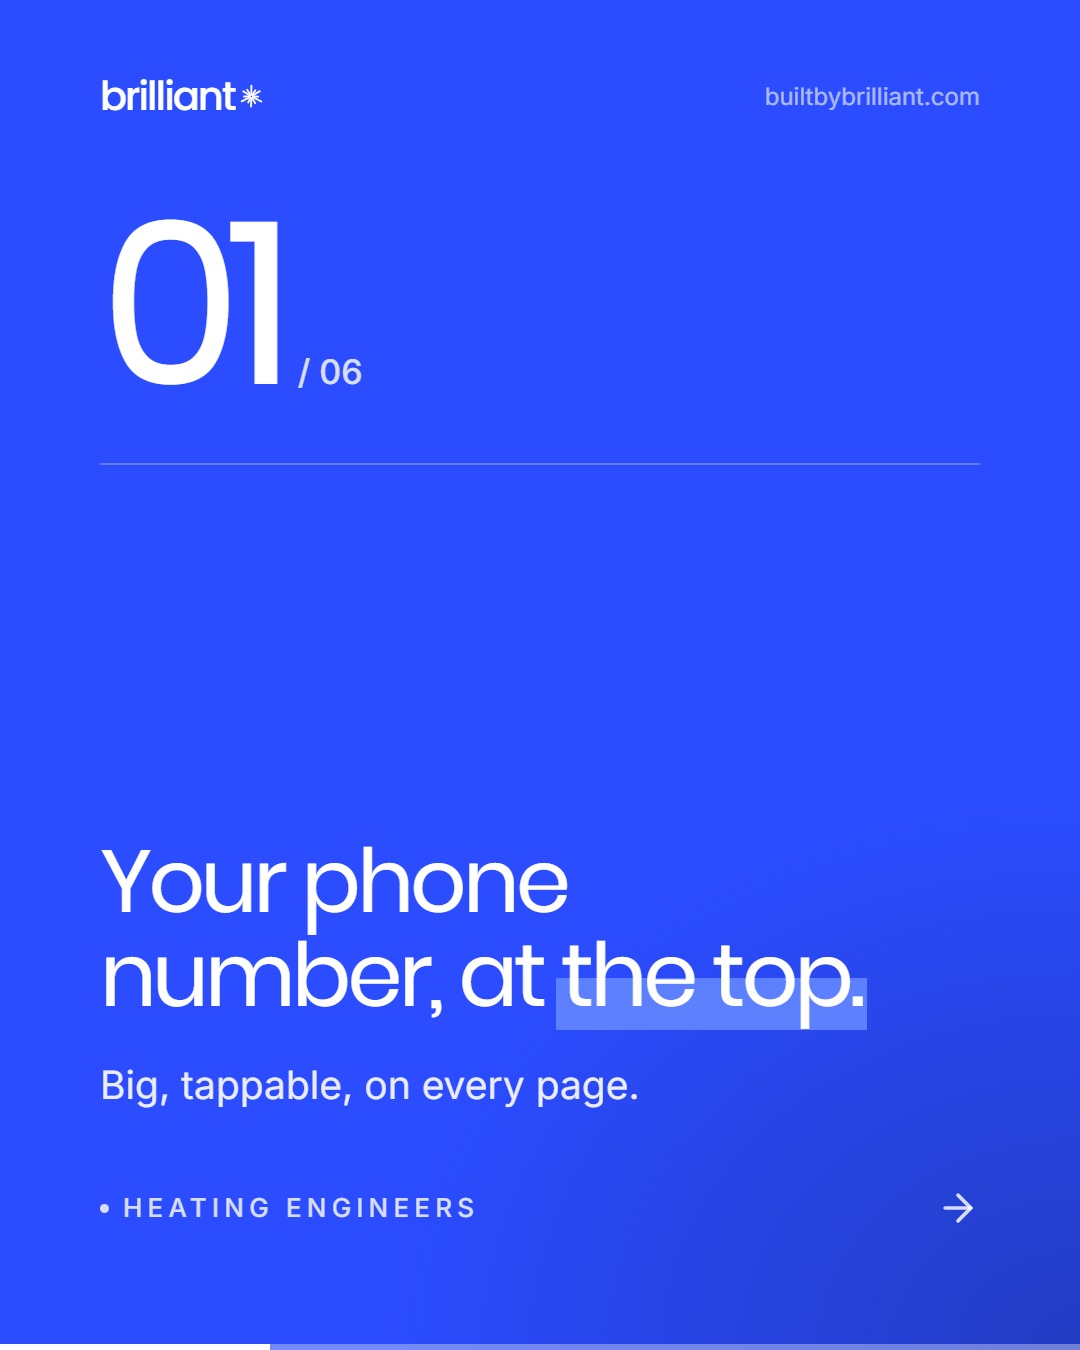 brilliant
builtbybrilliant.com
01 / 06
Your phone
number, at the top.
Big, tappable, on every page.
• HEATING ENGINEERS